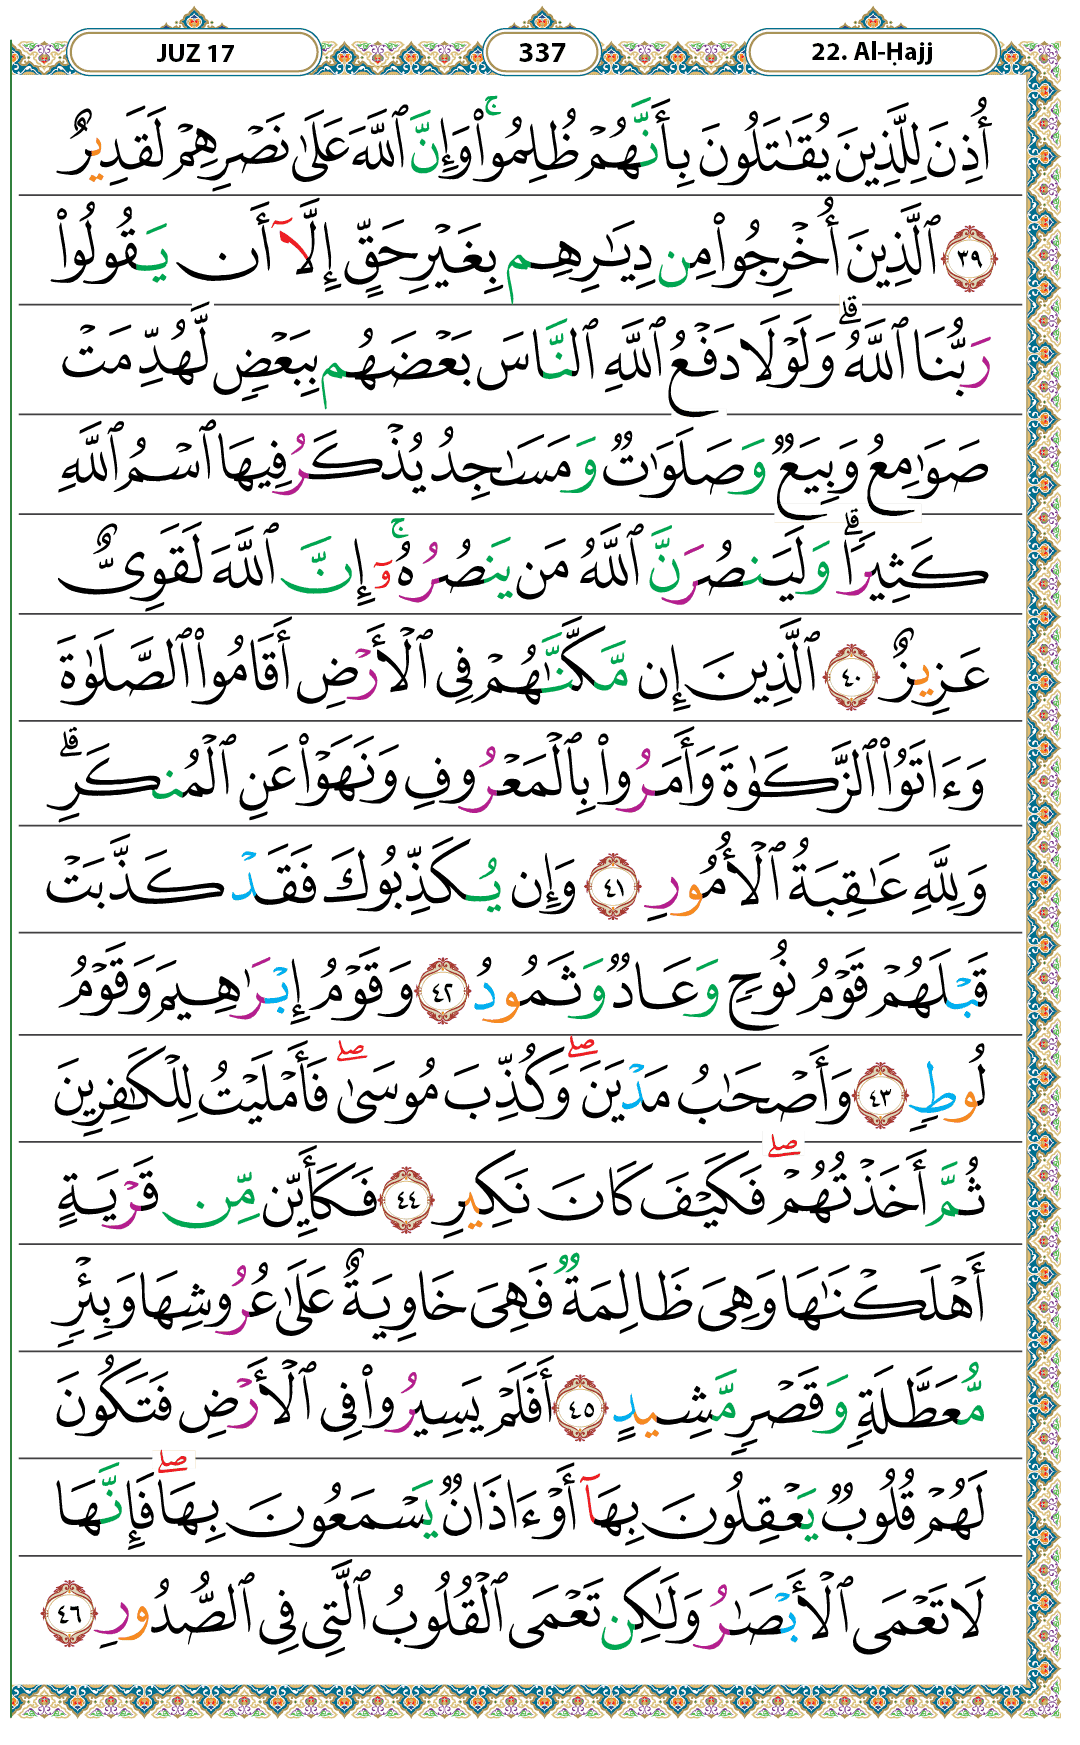 JUZ 17 337 22. Al-Ḥajj
أُذِنَ لِلَّذِينَ يُقَٰتَلُونَ بِأَنَّهُمْ ظُلِمُوا۟ ۚ وَإِنَّ ٱللَّهَ عَلَىٰ نَصْرِهِمْ لَقَدِيرٌ
٣٩ ٱلَّذِينَ أُخْرِجُوا۟ مِن دِيَٰرِهِم بِغَيْرِ حَقٍّ إِلَّآ أَن يَقُولُوا۟
رَبُّنَا ٱللَّهُ ۗ وَلَوْلَا دَفْعُ ٱللَّهِ ٱلنَّاسَ بَعْضَهُم بِبَعْضٍ لَّهُدِّمَتْ
صَوَٰمِعُ وَبِيَعٌ وَصَلَوَٰتٌ وَمَسَٰجِدُ يُذْكَرُ فِيهَا ٱسْمُ ٱللَّهِ
كَثِيرًا ۗ وَلَيَنصُرَنَّ ٱللَّهُ مَن يَنصُرُهُۥٓ ۚ إِنَّ ٱللَّهَ لَقَوِىٌّ
عَزِيزٌ ٤٠ ٱلَّذِينَ إِن مَّكَّنَّٰهُمْ فِى ٱلْأَرْضِ أَقَامُوا۟ ٱلصَّلَوٰةَ
وَءَاتَوُا۟ ٱلزَّكَوٰةَ وَأَمَرُوا۟ بِٱلْمَعْرُوفِ وَنَهَوْا۟ عَنِ ٱلْمُنكَرِ ۗ
وَلِلَّهِ عَٰقِبَةُ ٱلْأُمُورِ ٤١ وَإِن يُكَذِّبُوكَ فَقَدْ كَذَّبَتْ
قَبْلَهُمْ قَوْمُ نُوحٍ وَعَادٌ وَثَمُودُ ٤٢ وَقَوْمُ إِبْرَٰهِيمَ وَقَوْمُ
لُوطٍ ٤٣ وَأَصْحَٰبُ مَدْيَنَ ۖ وَكُذِّبَ مُوسَىٰ ۖ فَأَمْلَيْتُ لِلْكَٰفِرِينَ
ثُمَّ أَخَذْتُهُمْ ۖ فَكَيْفَ كَانَ نَكِيرِ ٤٤ فَكَأَيِّن مِّن قَرْيَةٍ
أَهْلَكْنَٰهَا وَهِىَ ظَالِمَةٌ فَهِىَ خَاوِيَةٌ عَلَىٰ عُرُوشِهَا وَبِئْرٍ
مُّعَطَّلَةٍ وَقَصْرٍ مَّشِيدٍ ٤٥ أَفَلَمْ يَسِيرُوا۟ فِى ٱلْأَرْضِ فَتَكُونَ
لَهُمْ قُلُوبٌ يَعْقِلُونَ بِهَآ أَوْ ءَاذَانٌ يَسْمَعُونَ بِهَا ۖ فَإِنَّهَا
لَا تَعْمَى ٱلْأَبْصَٰرُ وَلَٰكِن تَعْمَى ٱلْقُلُوبُ ٱلَّتِى فِى ٱلصُّدُورِ ٤٦